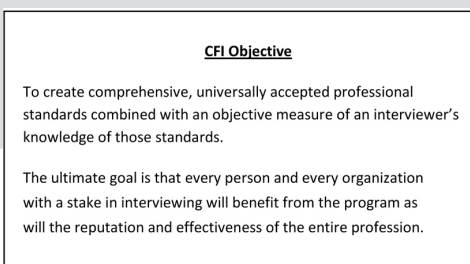 CFI Objective
To create comprehensive, universally accepted professional
standards combined with an objective measure of an interviewer’s
knowledge of those standards.
The ultimate goal is that every person and every organization
with a stake in interviewing will benefit from the program as
will the reputation and effectiveness of the entire profession.